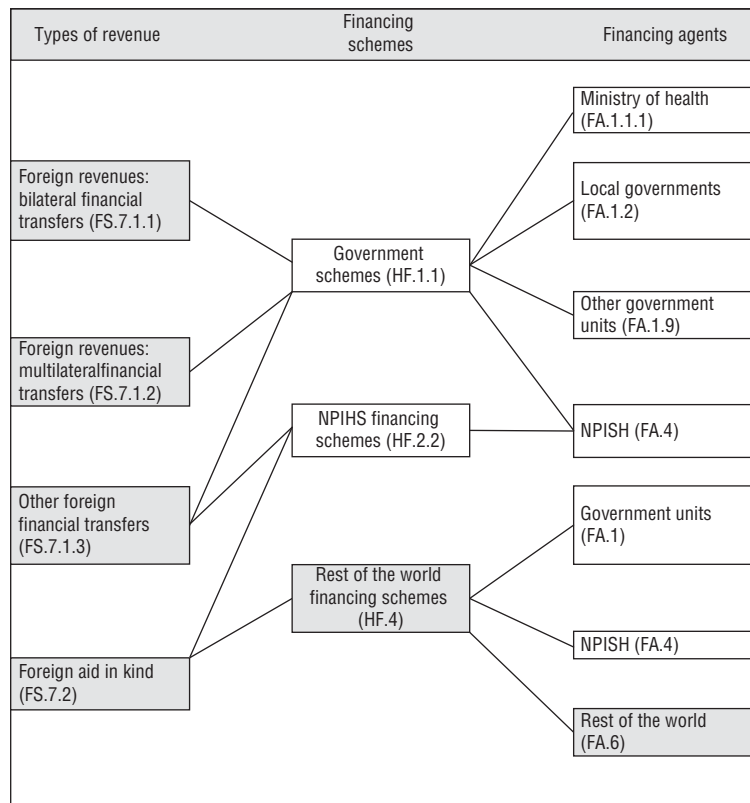 Types of revenue
Financing
schemes
Financing agents
Foreign revenues:
bilateral financial
transfers (FS.7.1.1)
Foreign revenues:
multilateralfinancial
transfers (FS.7.1.2)
Other foreign
financial transfers
(FS.7.1.3)
Foreign aid in kind
(FS.7.2)
Government
schemes (HF.1.1)
NPIHS financing
schemes (HF.2.2)
Rest of the world
financing schemes
(HF.4)
Ministry of health
(FA.1.1.1)
Local governments
(FA.1.2)
Other government
units (FA.1.9)
NPISH (FA.4)
Government units
(FA.1)
NPISH (FA.4)
Rest of the world
(FA.6)